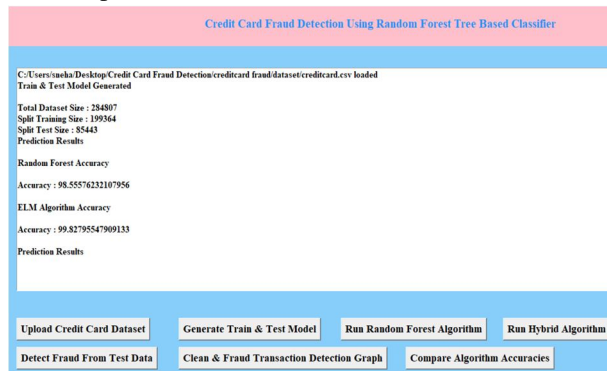 Credit Card Fraud Detection Using Random Forest Tree Based Classifier
C:/Users/sneha/Desktop/Credit Card Fraud Detection/creditcard fraud/dataset/creditcard.csv loaded
Train & Test Model Generated
Total Dataset Size : 284807
Split Training Size : 199364
Split Test Size : 85443
Prediction Results
Random Forest Accuracy
Accuracy : 98.55576232107956
ELM Algorithm Accuracy
Accuracy : 99.82795547909133
Prediction Results
Upload Credit Card Dataset Generate Train & Test Model Run Random Forest Algorithm Run Hybrid Algorithm
Detect Fraud From Test Data Clean & Fraud Transaction Detection Graph Compare Algorithm Accuracies